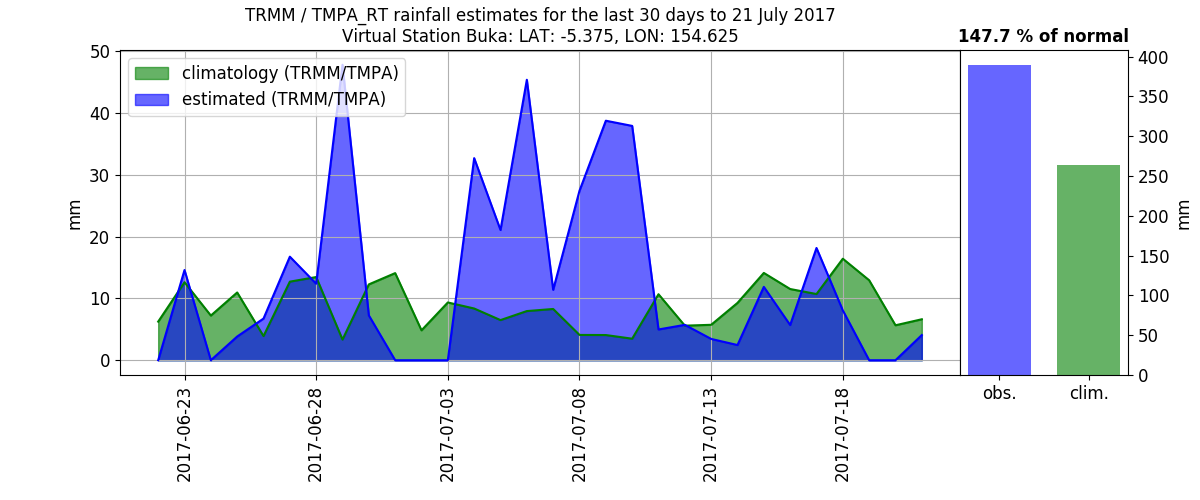 TRMM / TMPA_RT rainfall estimates for the last 30 days to 21 July 2017
Virtual Station Buka: LAT: -5.375, LON: 154.625
147.7 % of normal
climatology (TRMM/TMPA)
estimated (TRMM/TMPA)
50
40
30
20
10
0
mm
2017-06-23
2017-06-28
2017-07-03
2017-07-08
2017-07-13
2017-07-18
400
350
300
250
200
150
100
50
0
mm
obs.
clim.